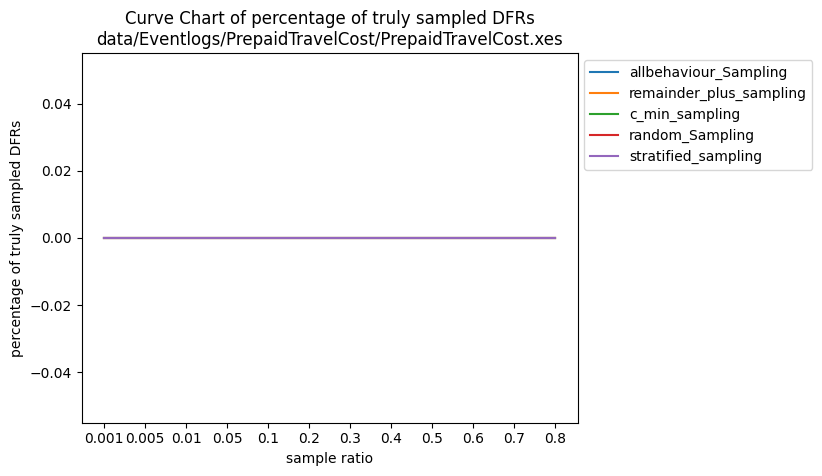 Curve Chart of percentage of truly sampled DFRs
data/Eventlogs/PrepaidTravelCost/PrepaidTravelCost.xes
percentage of truly sampled DFRs
0.04
0.02
0.00
−0.02
−0.04
0.001 0.005 0.01 0.05 0.1 0.2 0.3 0.4 0.5 0.6 0.7 0.8
sample ratio
allbehaviour_Sampling
remainder_plus_sampling
c_min_sampling
random_Sampling
stratified_sampling